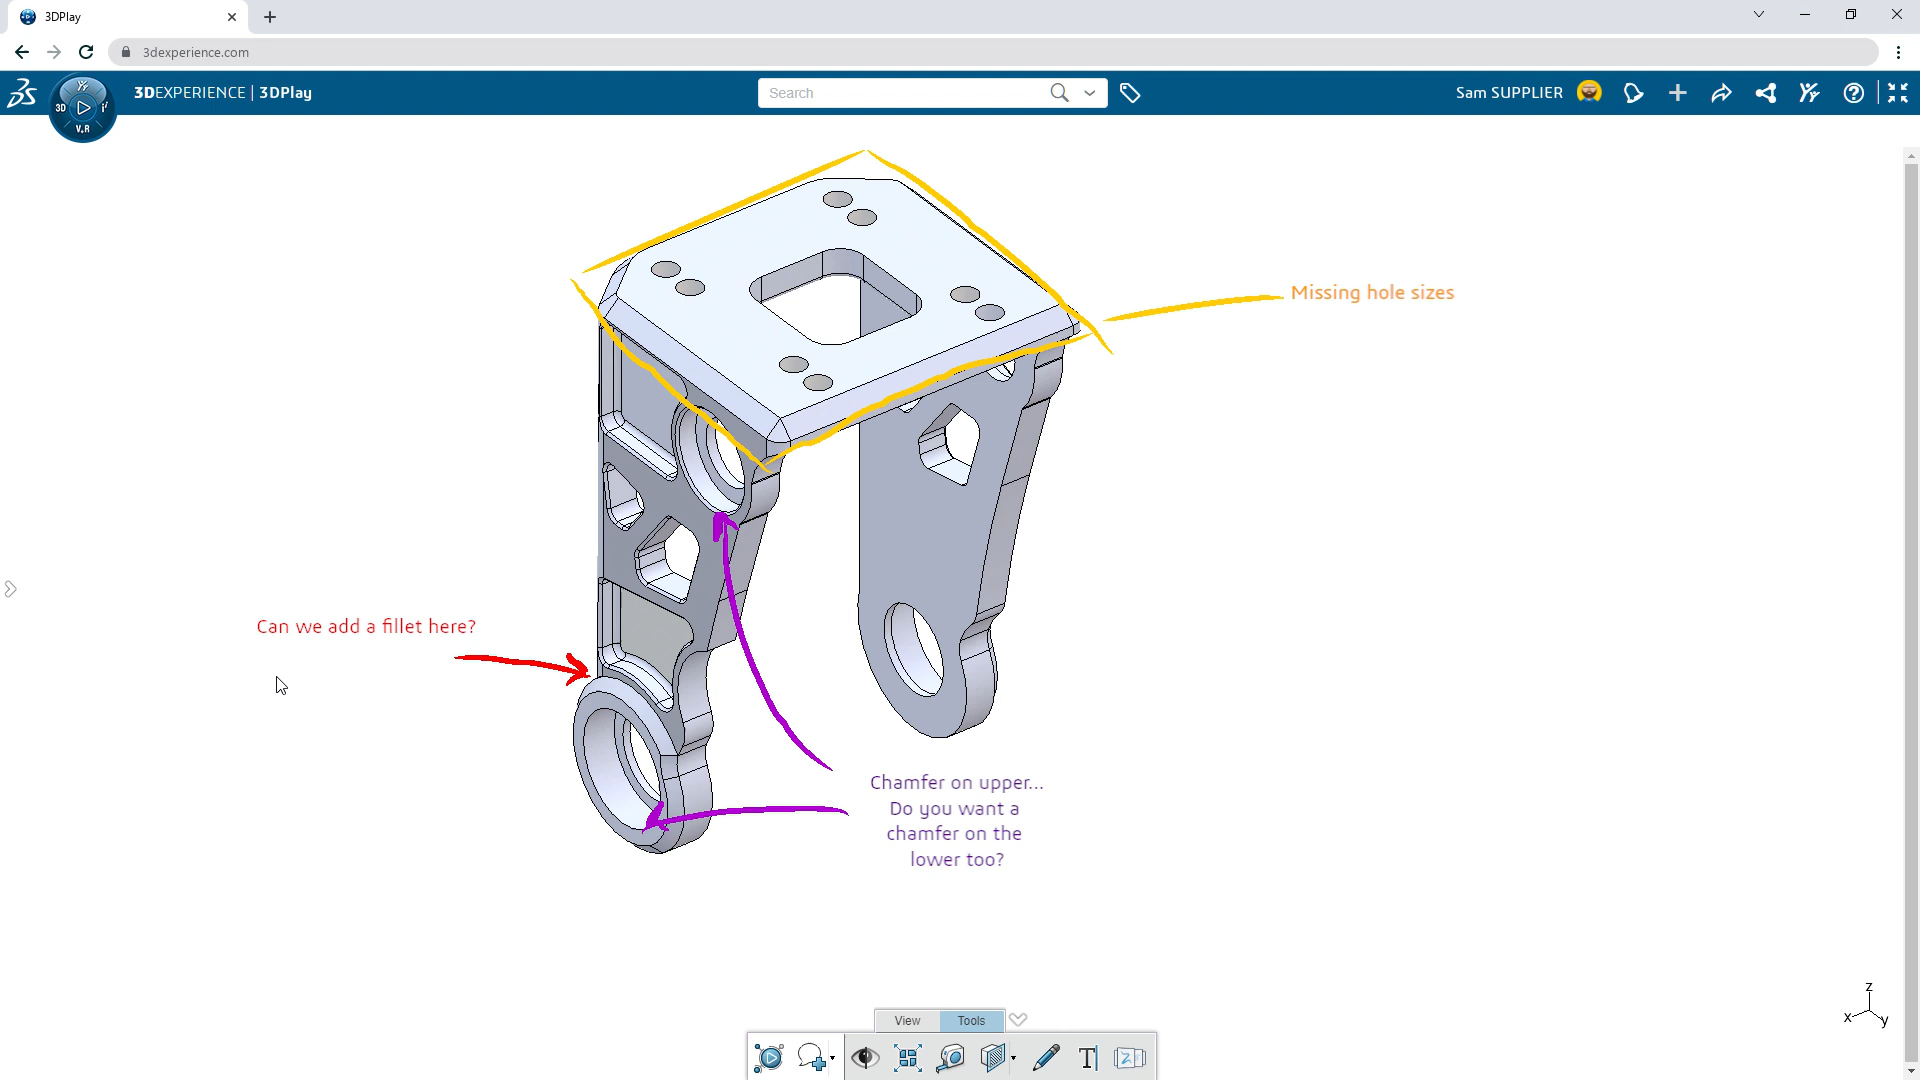 3DPlay
3dexperience.com
3DEXPERIENCE | 3DPlay
Search
Sam SUPPLIER
3D
V.R
Missing hole sizes
Can we add a fillet here?
Chamfer on upper...
Do you want a
chamfer on the
lower too?
z
x
y
View
Tools